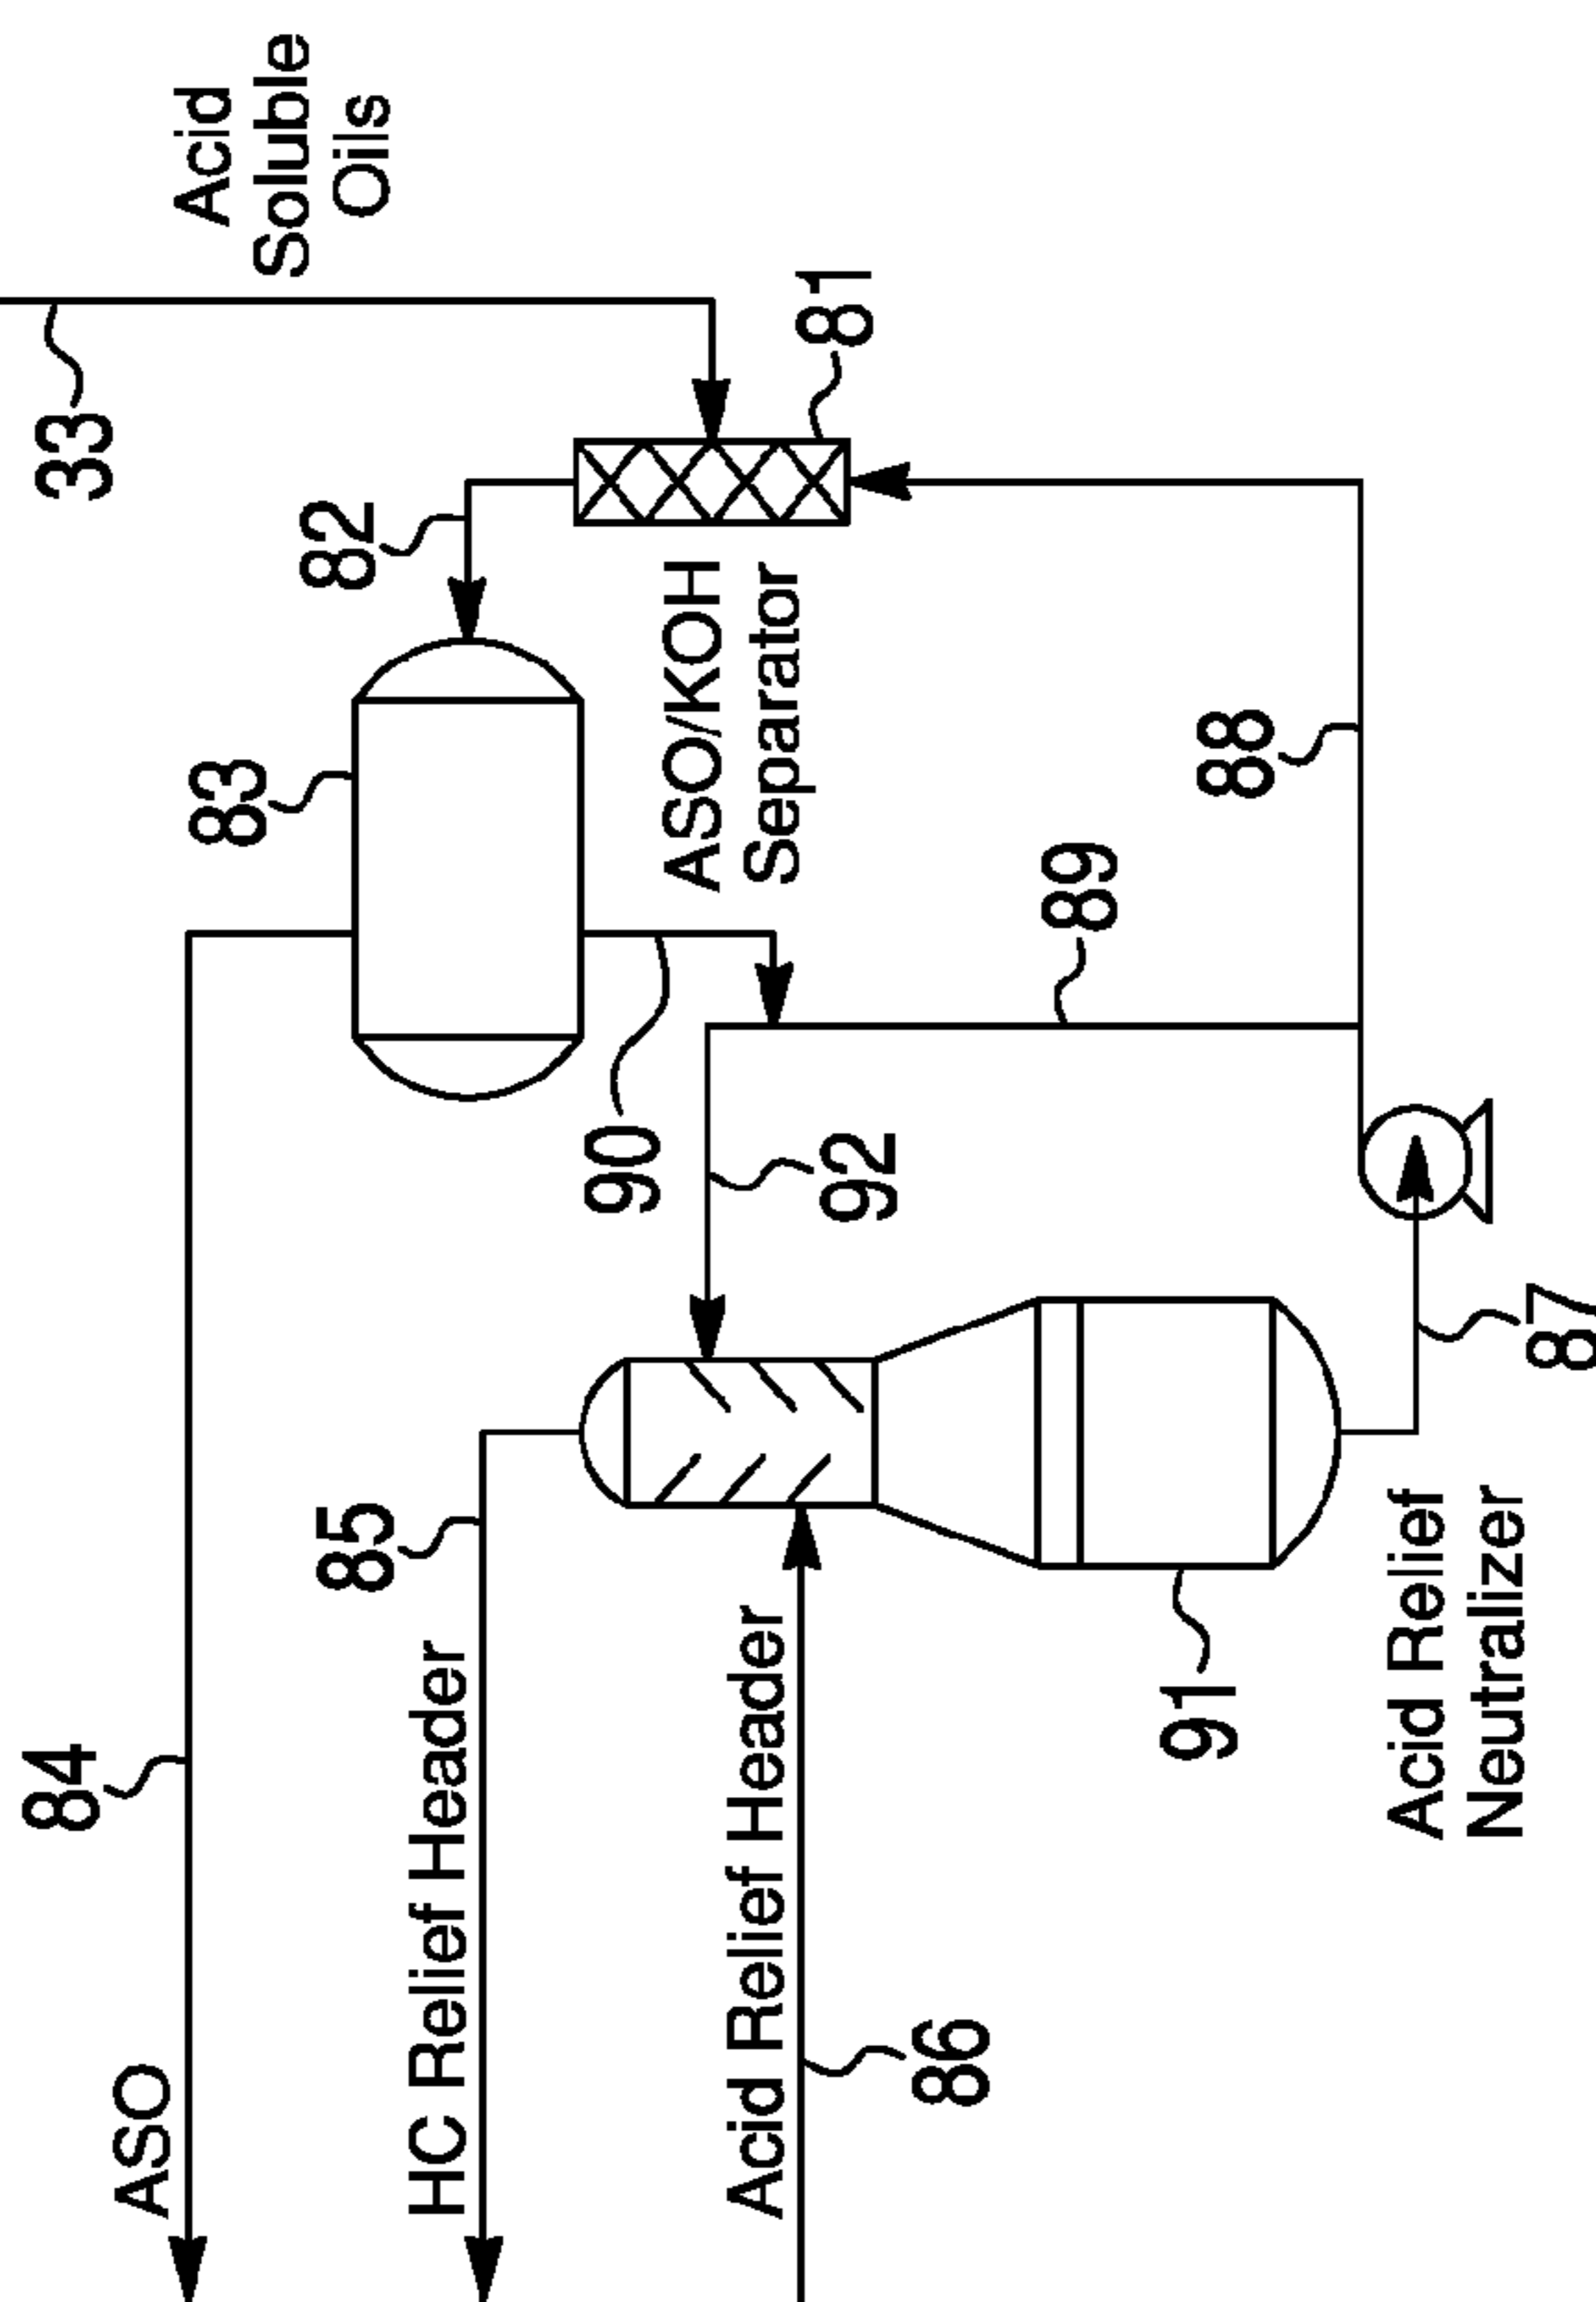 ASO
84
HC Relief Header
85
Acid Relief Header
86
91
Acid Relief
Neutralizer
87
92
90
89
88
83
ASO/KOH
Separator
82
81
33
Acid
Soluble
Oils